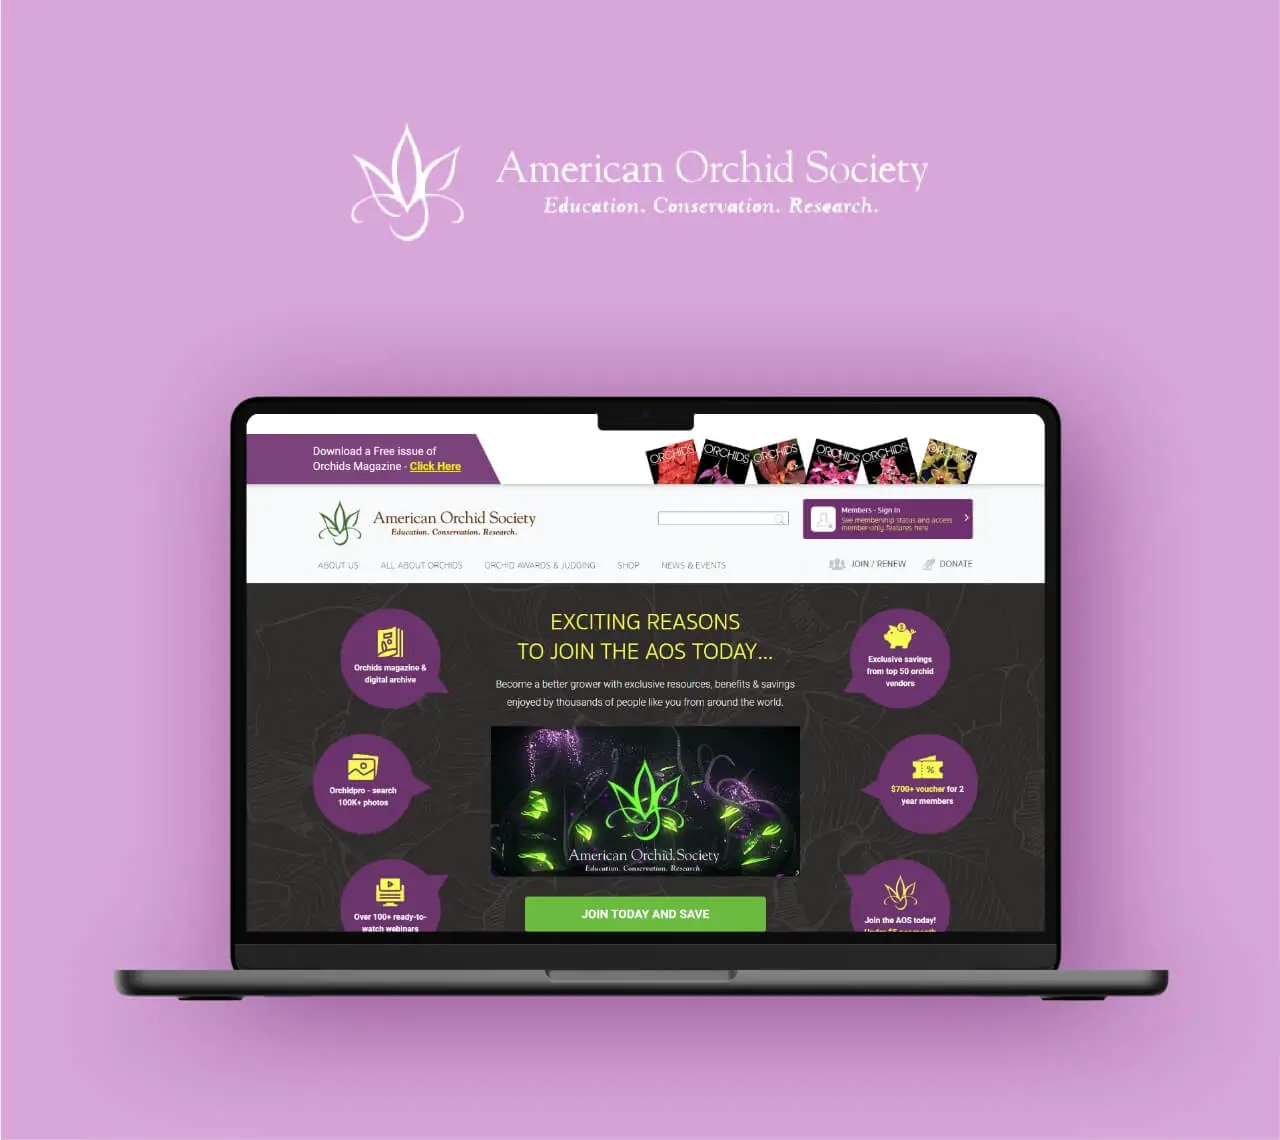 American Orchid Society
Education. Conservation. Research.
Download a Free issue of
Orchids Magazine - Click Here
ORCHIDS
ORCHIDS
ORCHIDS
ORCHIDS
ORCHIDS
ORCHIDS
American Orchid Society
Education. Conservation. Research.
Members - Sign In
See membership status and access
member-only features here
ABOUT US
ALL ABOUT ORCHIDS
ORCHID AWARDS & JUDGING
SHOP
NEWS & EVENTS
JOIN / RENEW
DONATE
EXCITING REASONS
TO JOIN THE AOS TODAY...
Become a better grower with exclusive resources, benefits & savings
enjoyed by thousands of people like you from around the world.
Orchids magazine &
digital archive
Exclusive savings
from top 50 orchid
vendors
Orchidpro - search
100K+ photos
$700+ voucher for 2
year members
American Orchid.Society
Education. Conservation. Research.
Over 100+ ready-to-
watch webinars
JOIN TODAY AND SAVE
Join the AOS today!
Under $5 per month